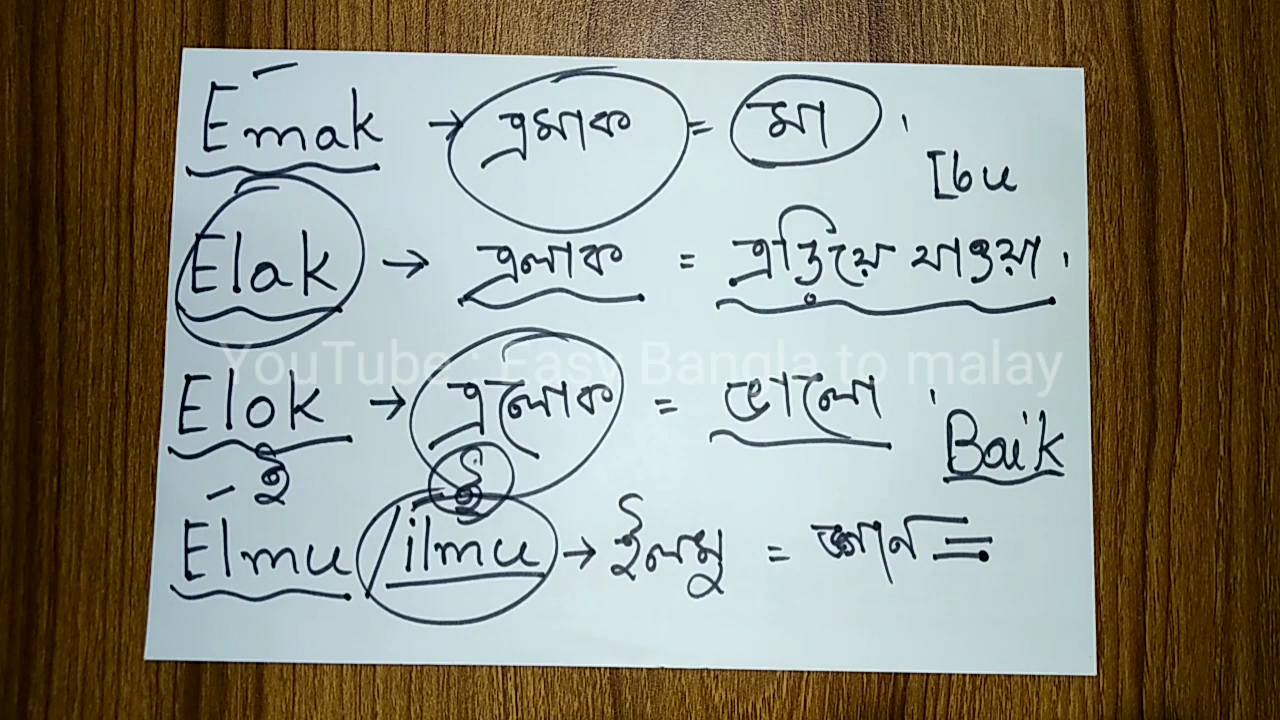 Emak → এমাক = মা .
Ibu
Elak → এলাক = এড়িয়ে যাওয়া .
YouTube : Easy Bangla to malay
Elok → এলোক = ভালো .
Baik
ই ই
Elmu / ilmu → ইলমু = জ্ঞান =